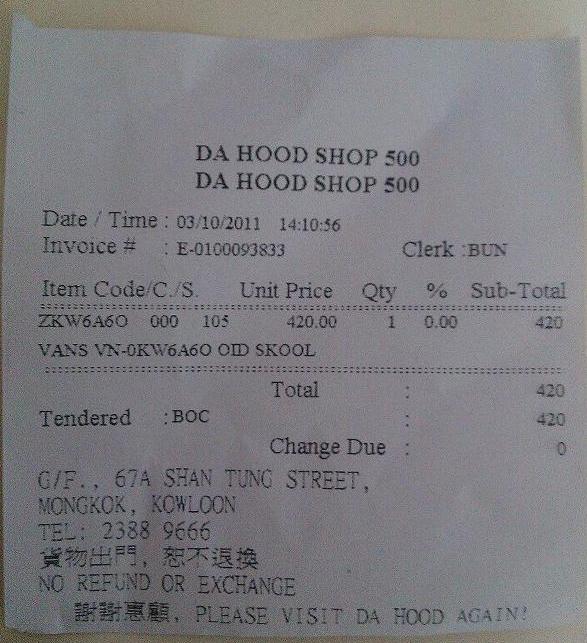 DA HOOD SHOP 500
DA HOOD SHOP 500
Date / Time : 03/10/2011 14:10:56
Invoice # : E-0100093833 Clerk :BUN
Item Code/C./S. Unit Price Qty % Sub-Total
ZKW6A6O 000 105 420.00 1 0.00 420
VANS VN-0KW6A6O OlD SKOOL
Total : 420
Tendered :BOC : 420
Change Due : 0
G/F., 67A SHAN TUNG STREET,
MONGKOK, KOWLOON
TEL: 2388 9666
貨物出門, 恕不退換
NO REFUND OR EXCHANGE
謝謝惠顧, PLEASE VISIT DA HOOD AGAIN!